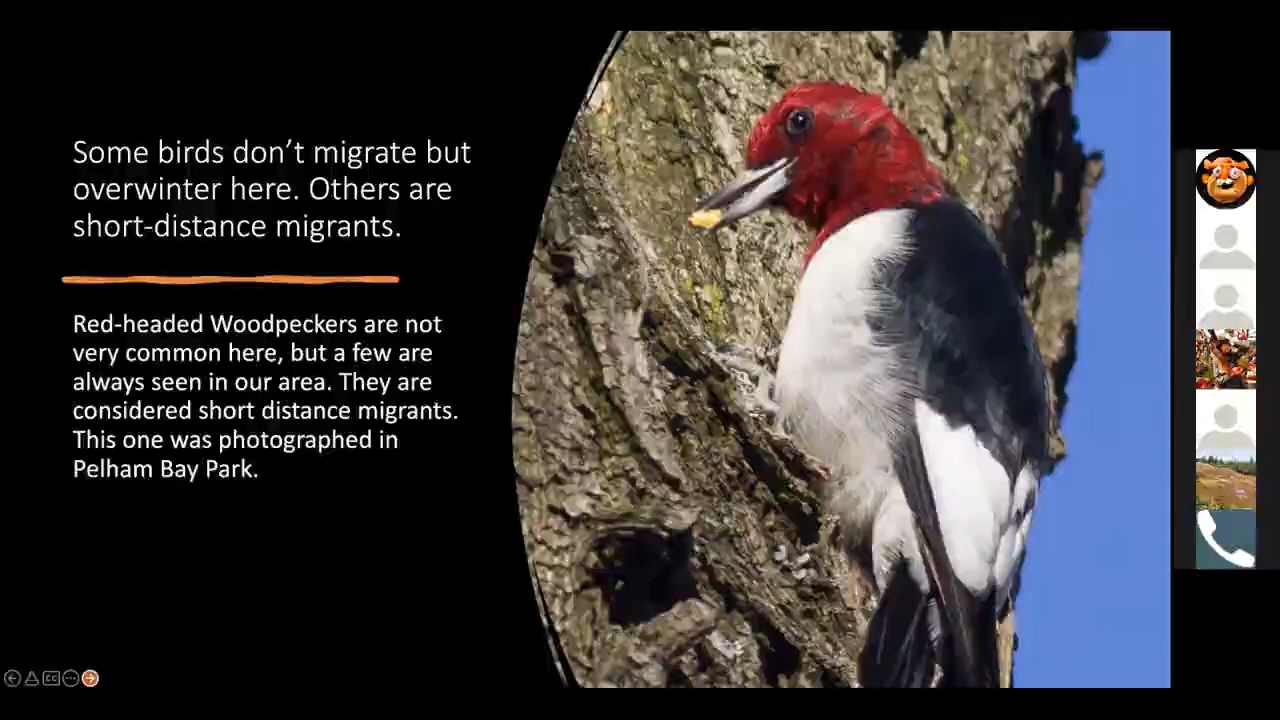 Some birds don’t migrate but
overwinter here. Others are
short-distance migrants.
Red-headed Woodpeckers are not
very common here, but a few are
always seen in our area. They are
considered short distance migrants.
This one was photographed in
Pelham Bay Park.
CC